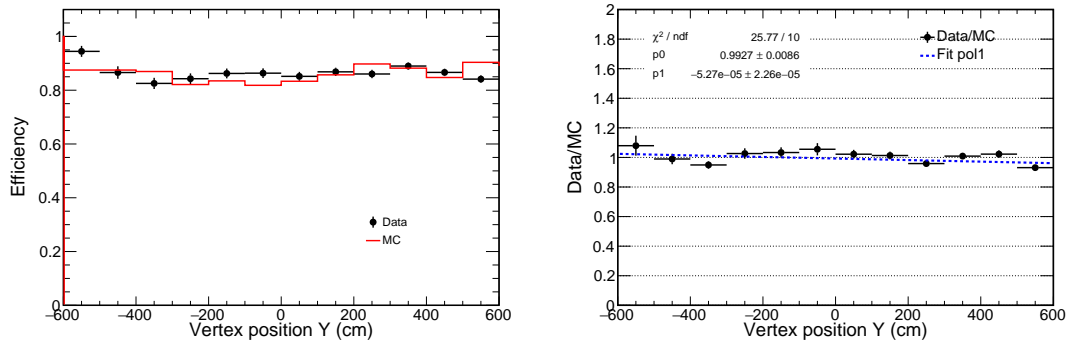 1
0.8
0.6
0.4
0.2
0
Efficiency
Data
MC
−600 −400 −200 0 200 400 600
Vertex position Y (cm)
2
1.8
1.6
1.4
1.2
1
0.8
0.6
0.4
0.2
0
Data/MC
χ² / ndf 25.77 / 10
p0 0.9927 ± 0.0086
p1 −5.27e−05 ± 2.26e−05
Data/MC
Fit pol1
−600 −400 −200 0 200 400 600
Vertex position Y (cm)